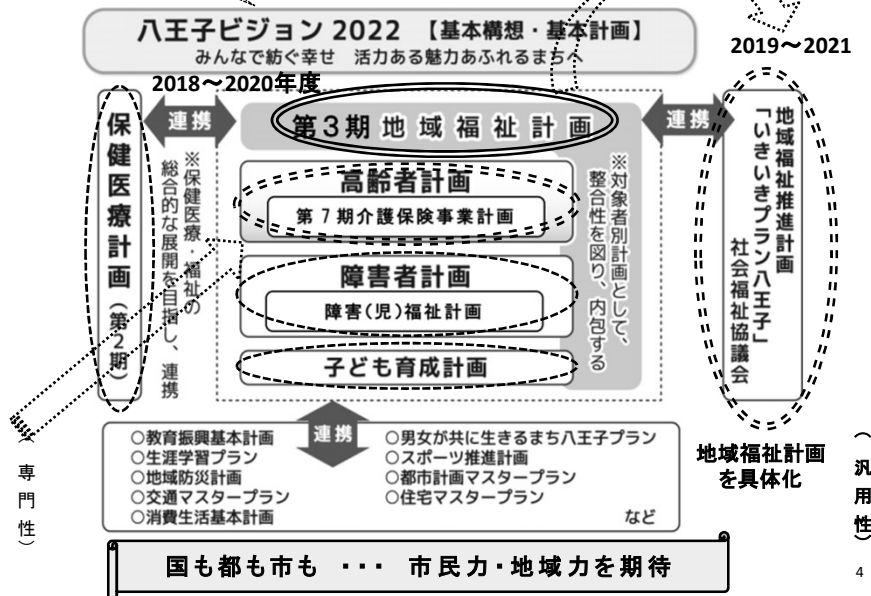 八王子ビジョン 2022 【基本構想・基本計画】
みんなで紡ぐ幸せ 活力ある魅力あふれるまちへ
2019～2021
2018～2020年度
保健医療計画（第2期）
連携
※保健医療・福祉の
総合的な展開を目指し、連携
第3期地域福祉計画
高齢者計画
第7期介護保険事業計画
障害者計画
障害(児)福祉計画
子ども育成計画
※対象者別計画として、
整合性を図り、内包する
連携
地域福祉推進計画
「いきいきプラン八王子」
社会福祉協議会
連携
○教育振興基本計画
○生涯学習プラン
○地域防災計画
○交通マスタープラン
○消費生活基本計画
○男女が共に生きるまち八王子プラン
○スポーツ推進計画
○都市計画マスタープラン
○住宅マスタープラン
など
地域福祉計画
を具体化
（専門性）
（汎用性）
国も都も市も ･･･ 市民力・地域力を期待
4